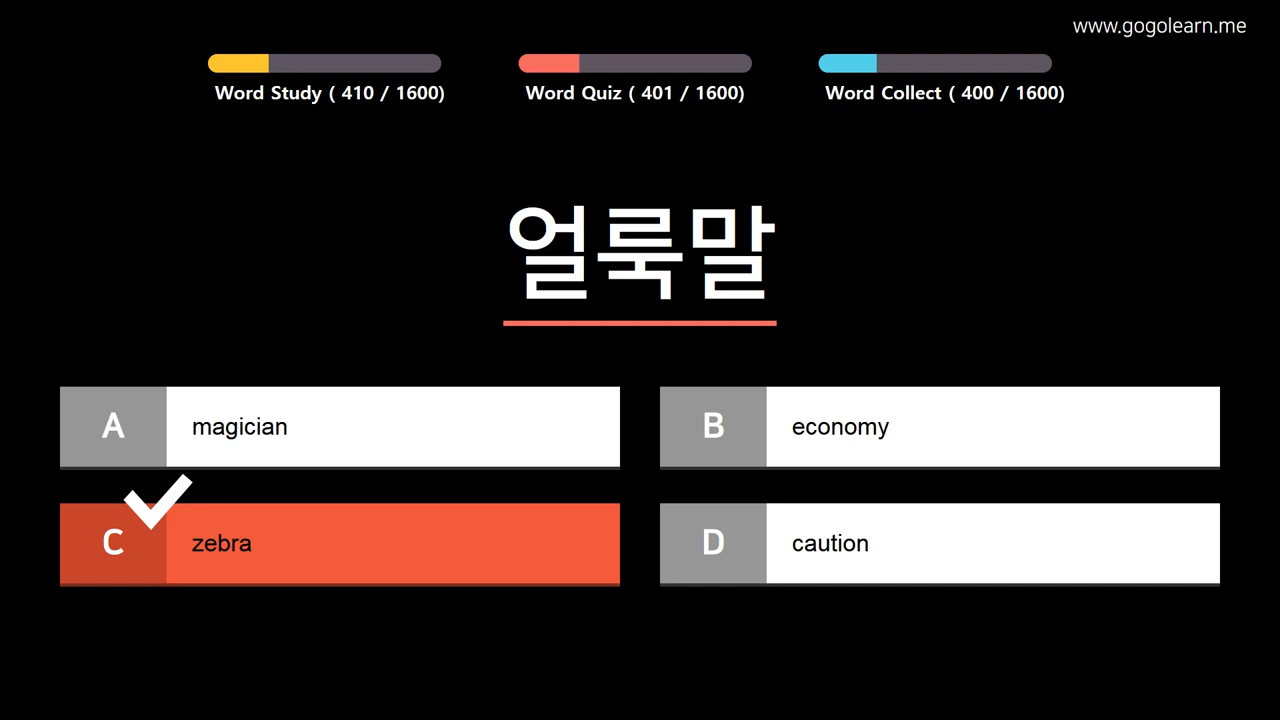 www.gogolearn.me
Word Study ( 410 / 1600)
Word Quiz ( 401 / 1600)
Word Collect ( 400 / 1600)
얼룩말
A magician
B economy
C zebra
D caution